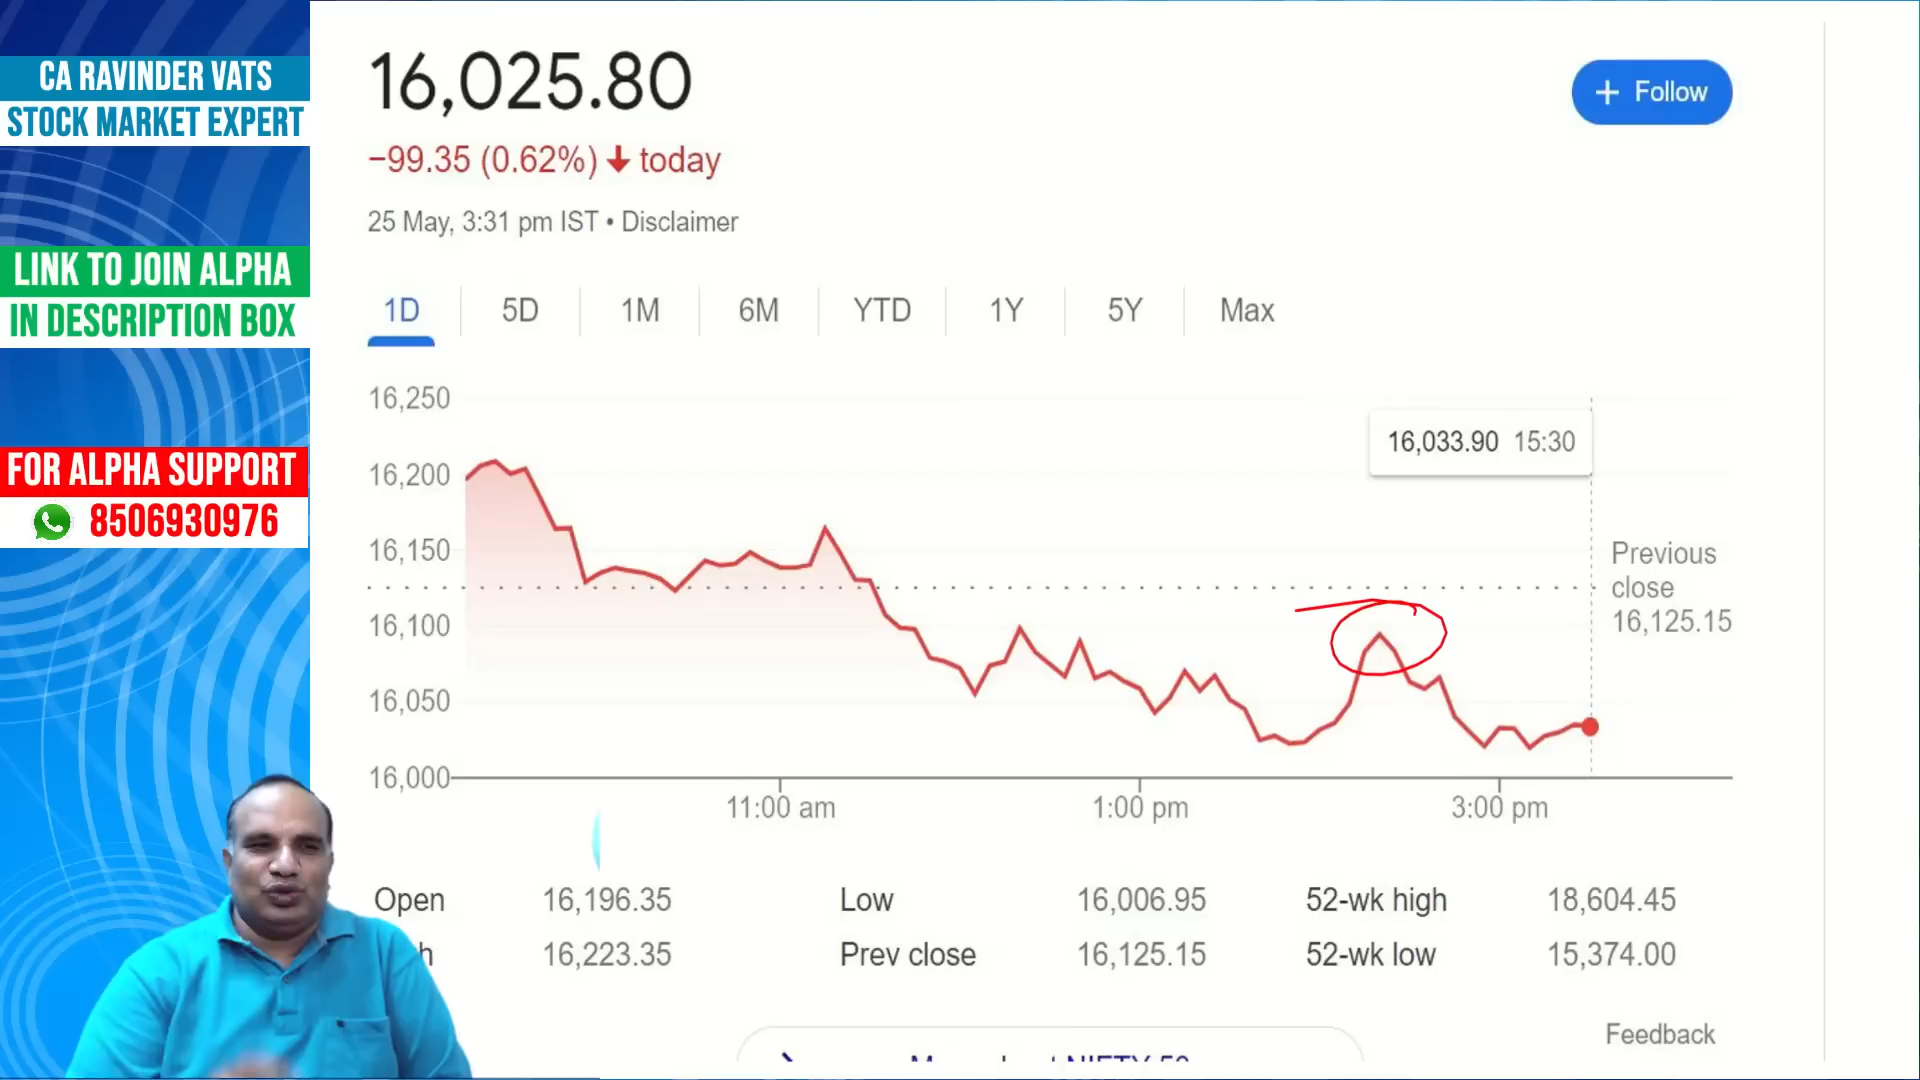 CA RAVINDER VATS
STOCK MARKET EXPERT
LINK TO JOIN ALPHA
IN DESCRIPTION BOX
FOR ALPHA SUPPORT
8506930976
16,025.80
+ Follow
−99.35 (0.62%) ↓ today
25 May, 3:31 pm IST • Disclaimer
1D 5D 1M 6M YTD 1Y 5Y Max
16,250
16,033.90 15:30
16,200
16,150
Previous
close
16,125.15
16,100
16,050
16,000
11:00 am 1:00 pm 3:00 pm
Open 16,196.35 Low 16,006.95 52-wk high 18,604.45
16,223.35 Prev close 16,125.15 52-wk low 15,374.00
Feedback